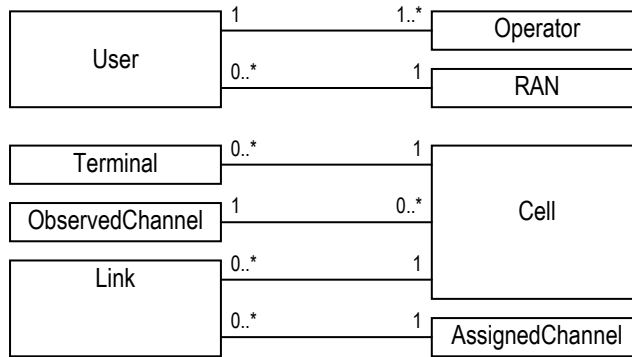 1 1..*
Operator
User
0..* 1
RAN
0..* 1
Terminal
1 0..*
ObservedChannel
Cell
Link
0..* 1
0..* 1
AssignedChannel